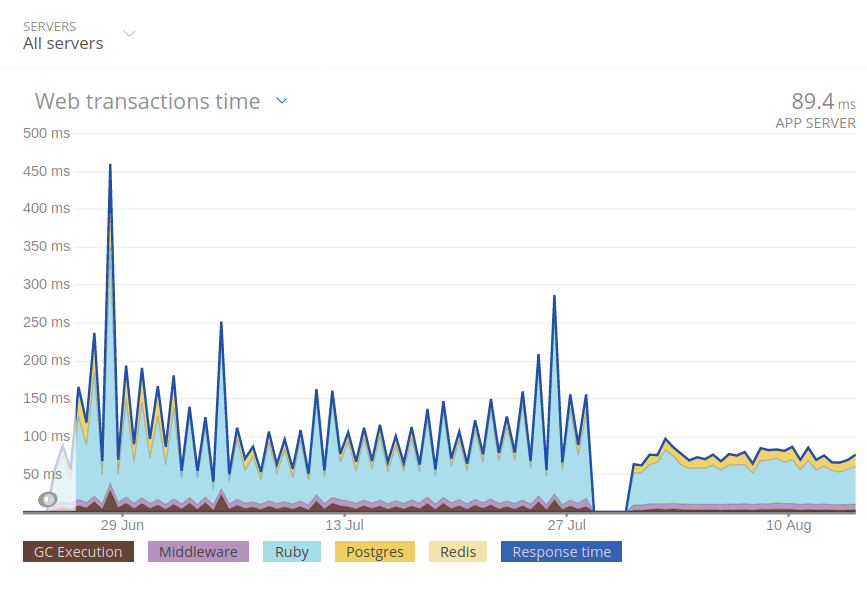 SERVERS
All servers
Web transactions time
89.4 ms
APP SERVER
500 ms
450 ms
400 ms
350 ms
300 ms
250 ms
200 ms
150 ms
100 ms
50 ms
29 Jun
13 Jul
27 Jul
10 Aug
GC Execution
Middleware
Ruby
Postgres
Redis
Response time